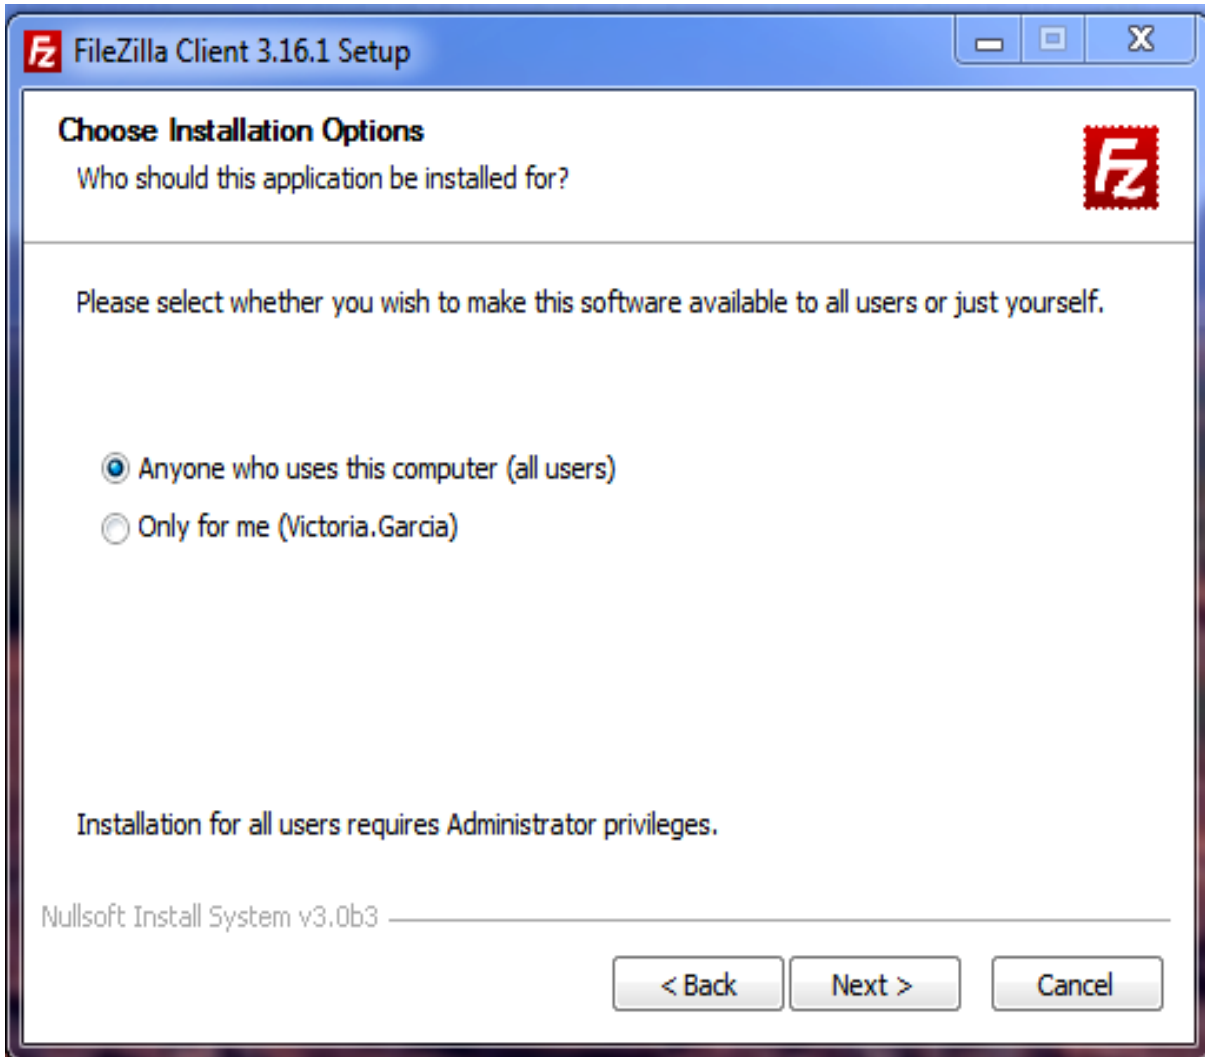 FileZilla Client 3.16.1 Setup
Choose Installation Options
Who should this application be installed for?
Please select whether you wish to make this software available to all users or just yourself.
Anyone who uses this computer (all users)
Only for me (Victoria.Garcia)
Installation for all users requires Administrator privileges.
Nullsoft Install System v3.0b3
< Back Next > Cancel